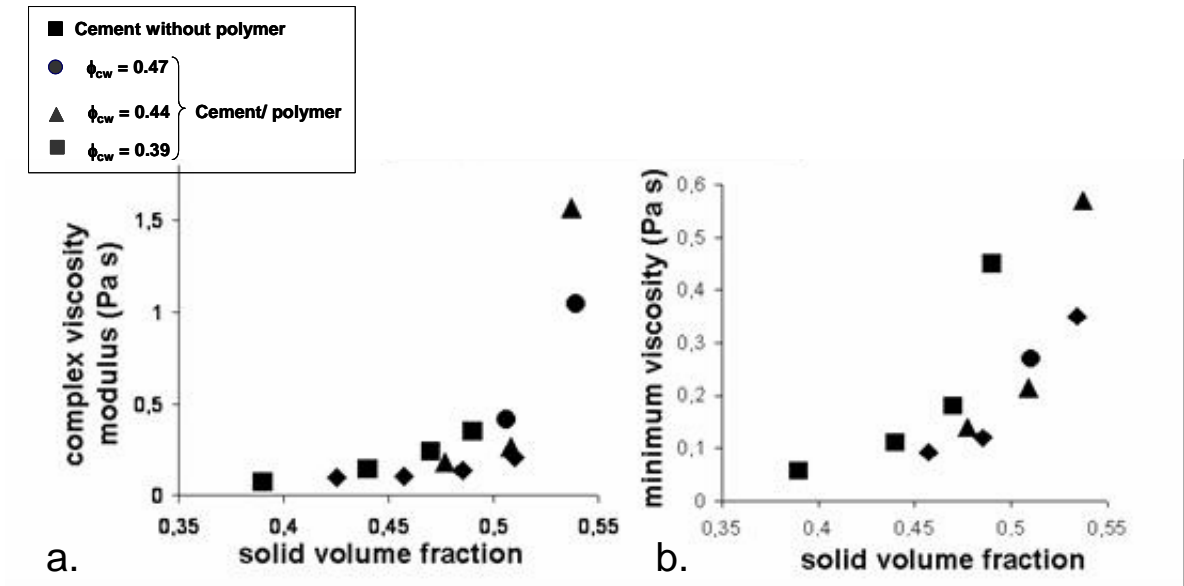 Cement without polymer
ϕcw = 0.47
ϕcw = 0.44
Cement/ polymer
ϕcw = 0.39
complex viscosity
modulus (Pa s)
1,5
1
0,5
0
0,35 0,4 0,45 0,5 0,55
solid volume fraction
a.
minimum viscosity (Pa s)
0,6
0,5
0,4
0,3
0,2
0,1
0
0,35 0,4 0,45 0,5 0,55
solid volume fraction
b.